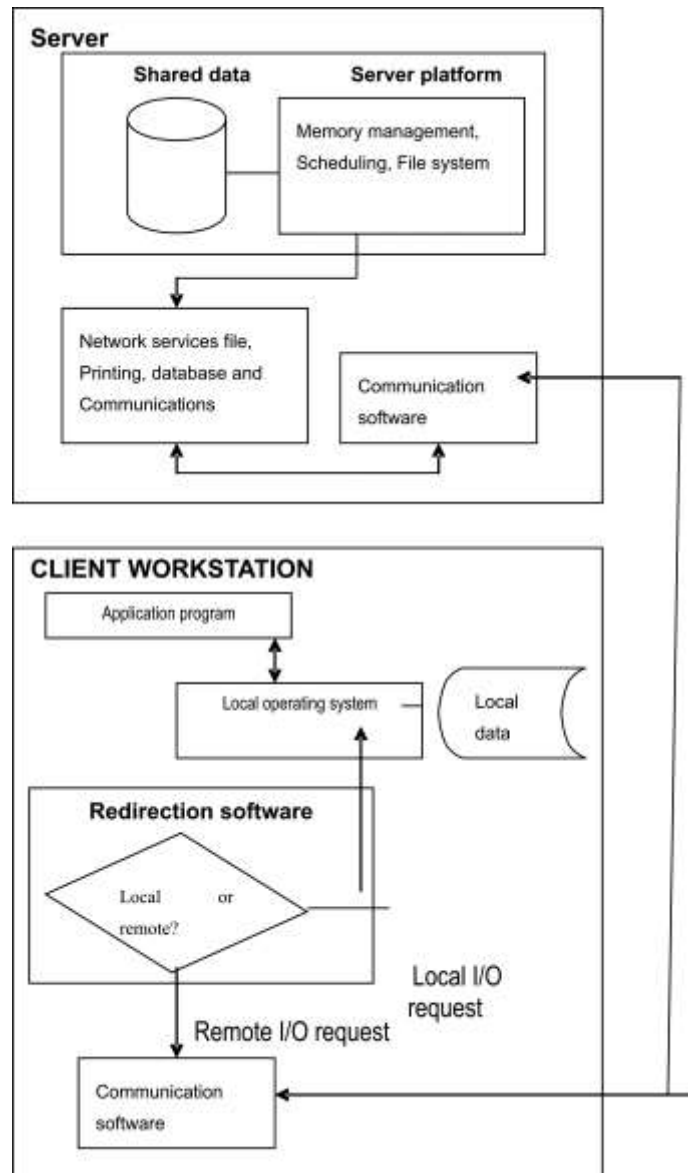 Server
Shared data
Server platform
Memory management,
Scheduling, File system
Network services file,
Printing, database and
Communications
Communication
software
CLIENT WORKSTATION
Application program
Local operating system
Local
data
Redirection software
Local or
remote?
Local I/O
request
Remote I/O request
Communication
software